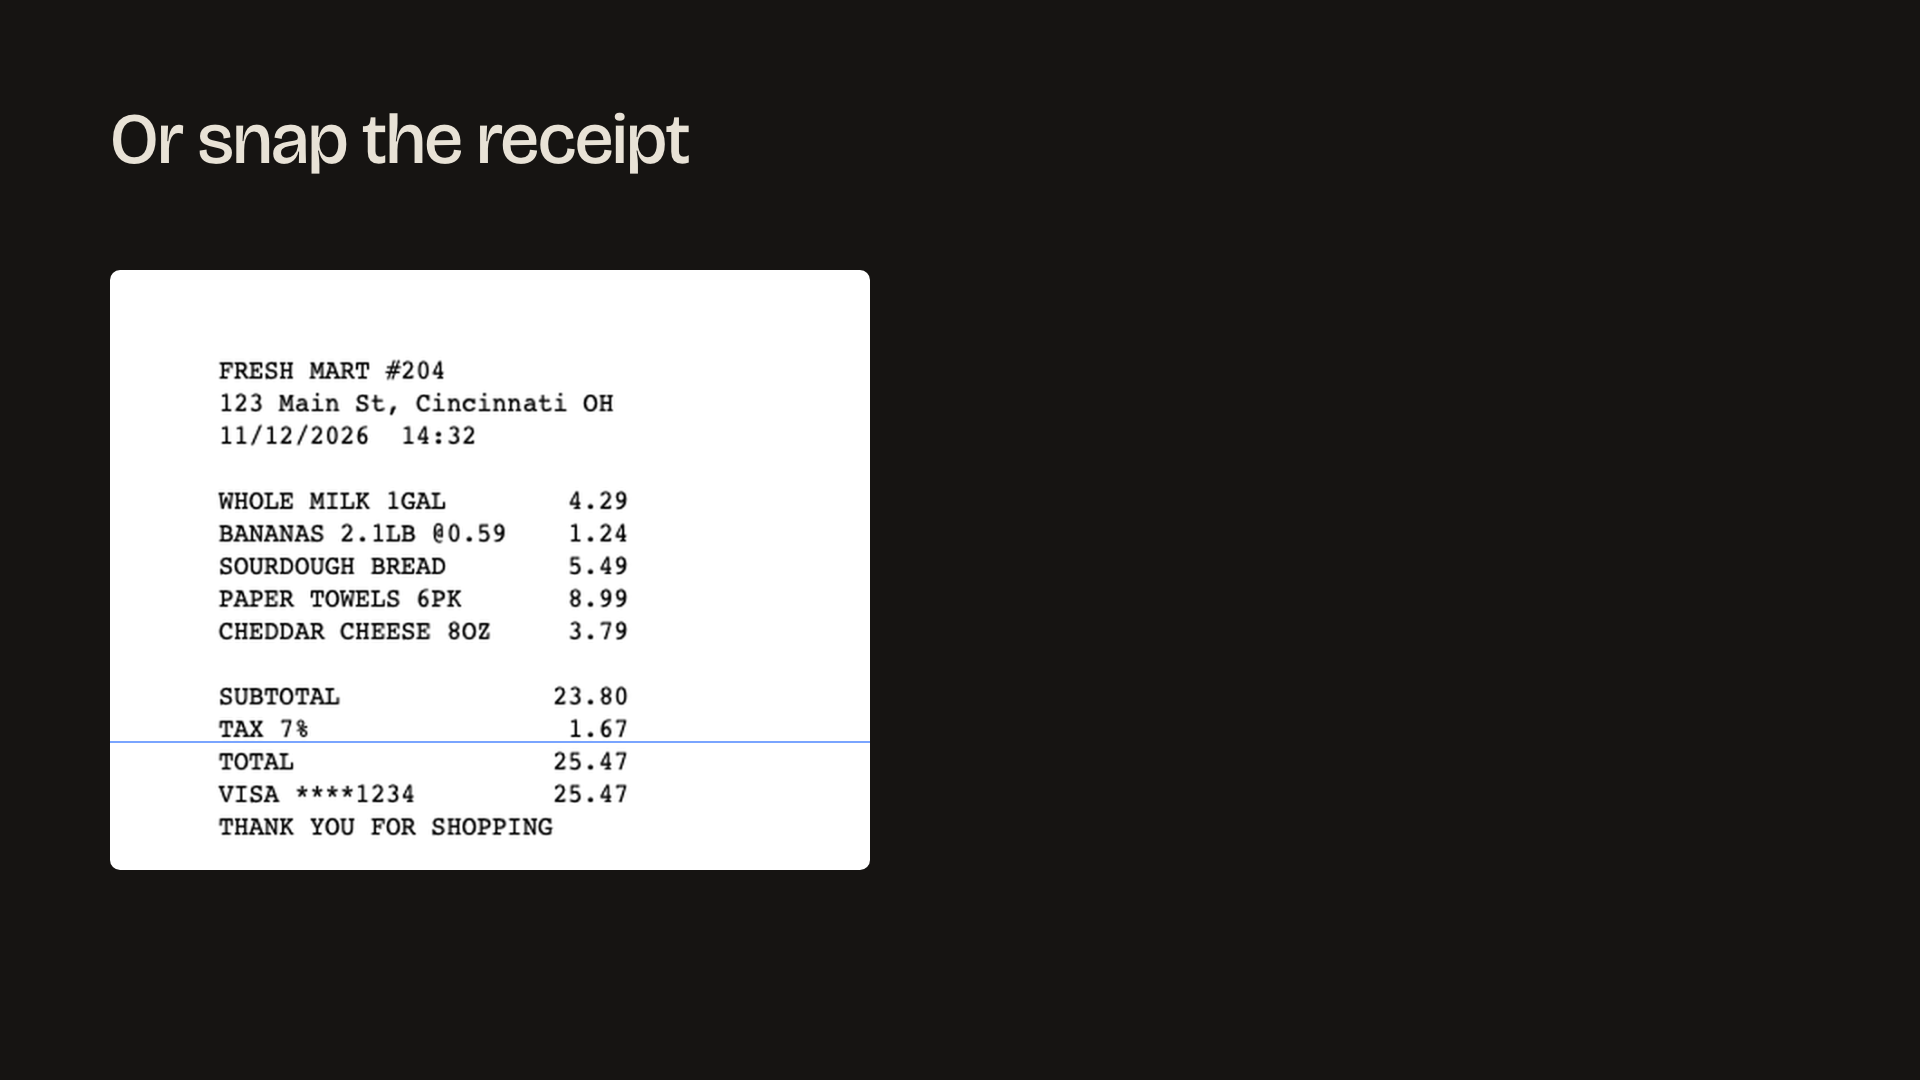 Or snap the receipt
FRESH MART #204
123 Main St, Cincinnati OH
11/12/2026  14:32
WHOLE MILK 1GAL 4.29
BANANAS 2.1LB @0.59 1.24
SOURDOUGH BREAD 5.49
PAPER TOWELS 6PK 8.99
CHEDDAR CHEESE 8OZ 3.79
SUBTOTAL 23.80
TAX 7% 1.67
TOTAL 25.47
VISA ****1234 25.47
THANK YOU FOR SHOPPING